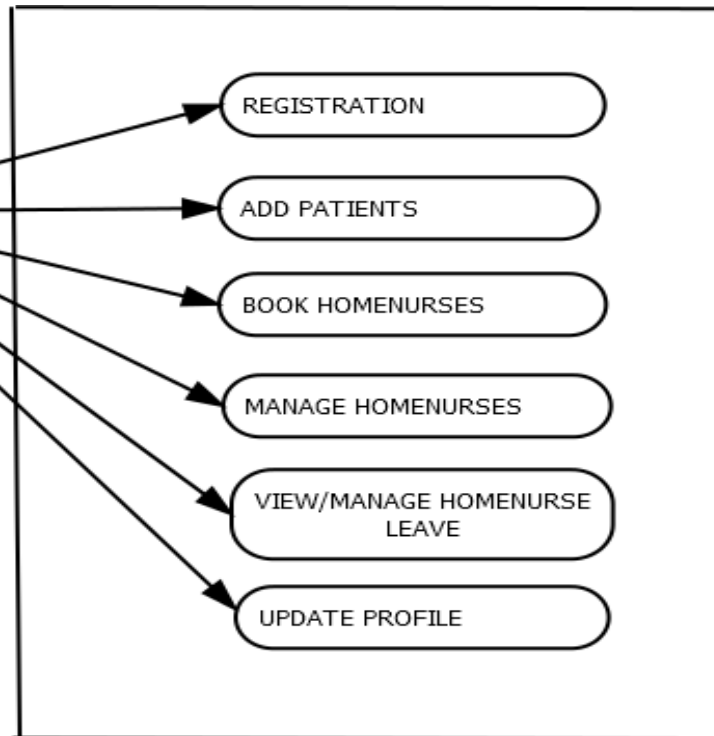 REGISTRATION
ADD PATIENTS
BOOK HOMENURSES
MANAGE HOMENURSES
VIEW/MANAGE HOMENURSE
LEAVE
UPDATE PROFILE